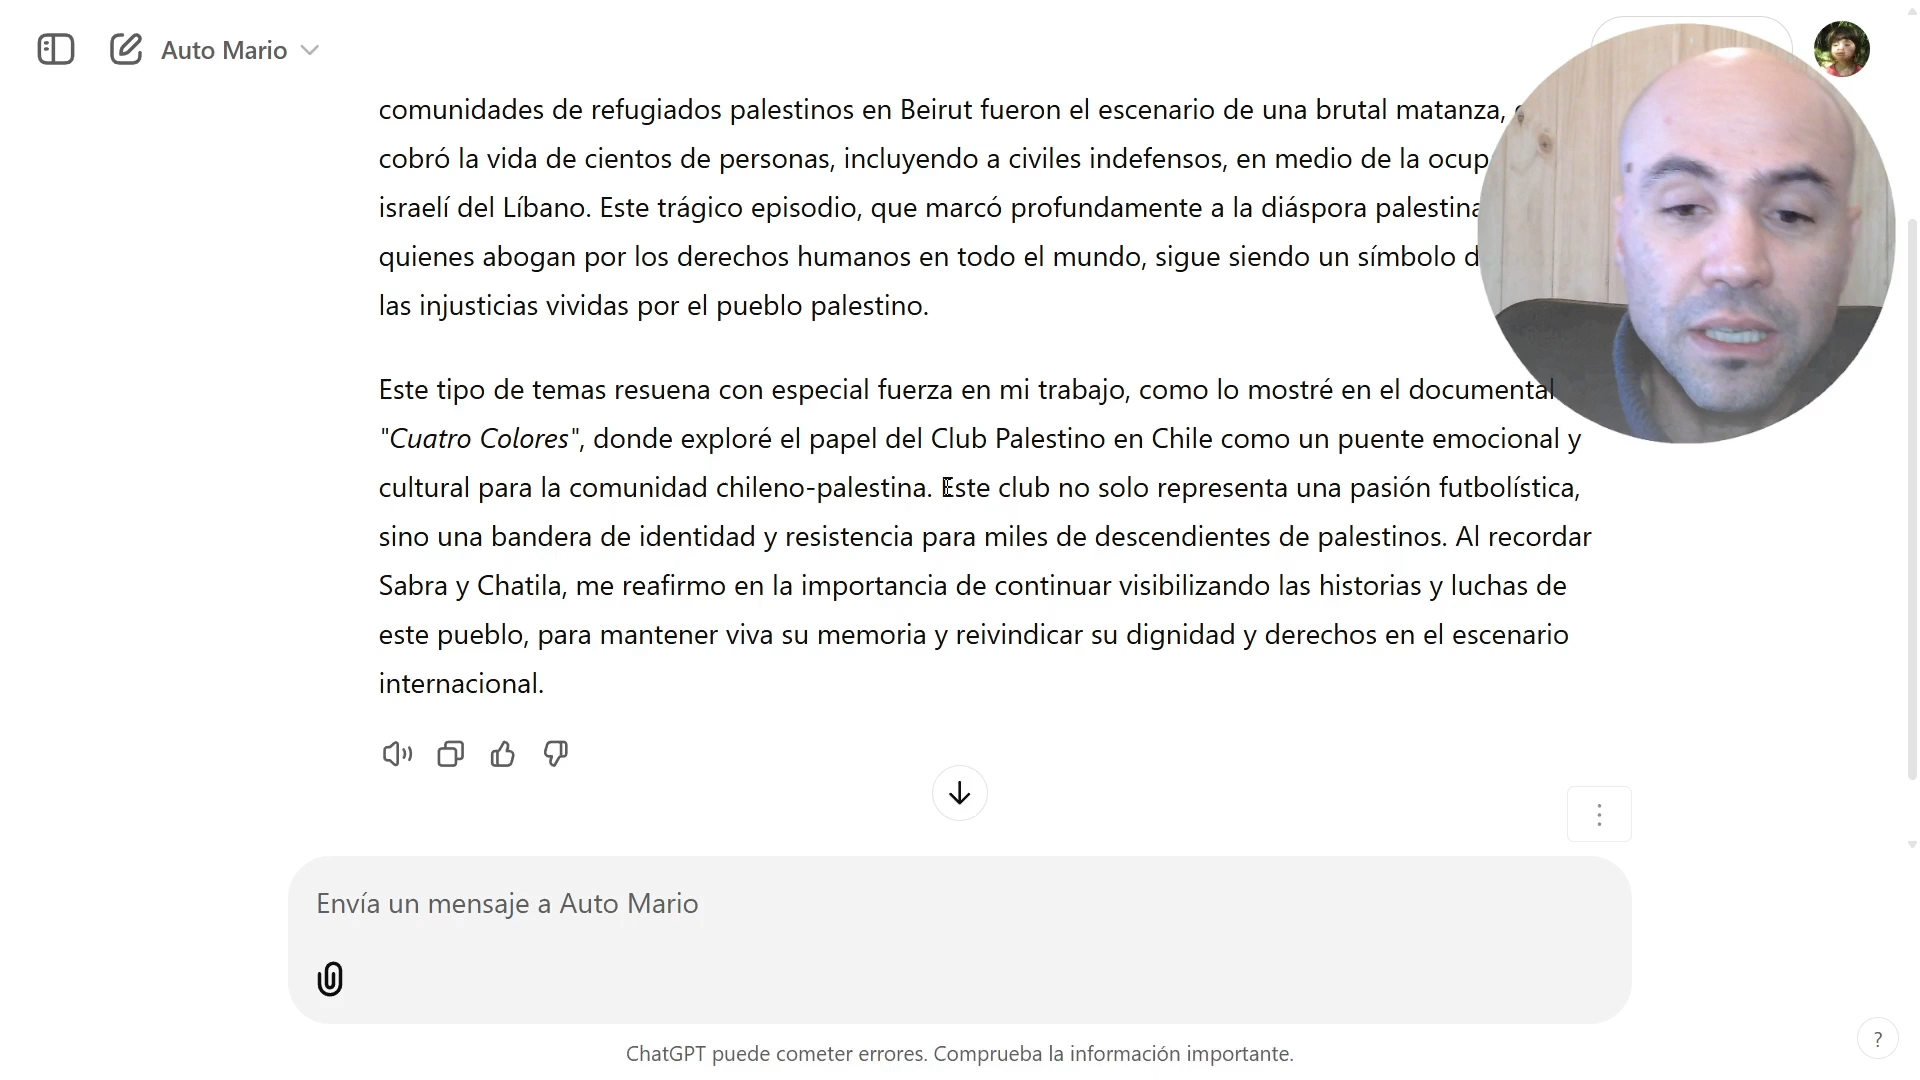 Auto Mario
comunidades de refugiados palestinos en Beirut fueron el escenario de una brutal matanza,
cobró la vida de cientos de personas, incluyendo a civiles indefensos, en medio de la
israelí del Líbano. Este trágico episodio, que marcó profundamente a la diáspora palestina
quienes abogan por los derechos humanos en todo el mundo, sigue siendo un símbolo
las injusticias vividas por el pueblo palestino.
Este tipo de temas resuena con especial fuerza en mi trabajo, como lo mostré en el documental
"Cuatro Colores", donde exploré el papel del Club Palestino en Chile como un puente emocional y
cultural para la comunidad chileno-palestina. Este club no solo representa una pasión futbolística,
sino una bandera de identidad y resistencia para miles de descendientes de palestinos. Al recordar
Sabra y Chatila, me reafirmo en la importancia de continuar visibilizando las historias y luchas de
este pueblo, para mantener viva su memoria y reivindicar su dignidad y derechos en el escenario
internacional.
Envía un mensaje a Auto Mario
ChatGPT puede cometer errores. Comprueba la información importante.
?